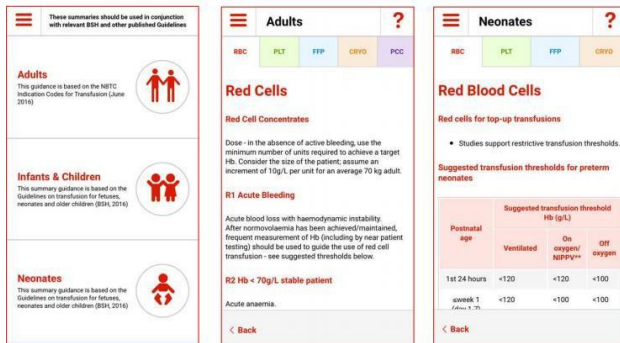 These summaries should be used in conjunction
with relevant BSH and other published Guidelines
Adults
This guidance is based on the NBTC
Indication Codes for Transfusion (June
2016)
Infants & Children
This summary guidance is based on the
Guidelines on transfusion for fetuses,
neonates and older children (BSH, 2016)
Neonates
This summary guidance is based on the
Guidelines on transfusion for fetuses,
neonates and older children (BSH, 2016)
Adults ?
RBC PLT FFP CRYO PCC
Red Cells
Red Cell Concentrates
Dose - in the absence of active bleeding, use the
minimum number of units required to achieve a target
Hb. Consider the size of the patient; assume an
increment of 10g/L per unit for an average 70 kg adult.
R1 Acute Bleeding
Acute blood loss with haemodynamic instability.
After normovolaemia has been achieved/maintained,
frequent measurement of Hb (including by near patient
testing) should be used to guide the use of red cell
transfusion - see suggested thresholds below.
R2 Hb < 70g/L stable patient
Acute anaemia.
< Back
Neonates ?
RBC PLT FFP CRYO
Red Blood Cells
Red cells for top-up transfusions
• Studies support restrictive transfusion thresholds.
Suggested transfusion thresholds for preterm
neonates
Suggested transfusion threshold
Hb (g/L)
Postnatal
age
Ventilated
On
oxygen/
NIPPV**
Off
oxygen
1st 24 hours <120 <120 <100
≤week 1 <120 <100 <100
(day 1-7)
< Back